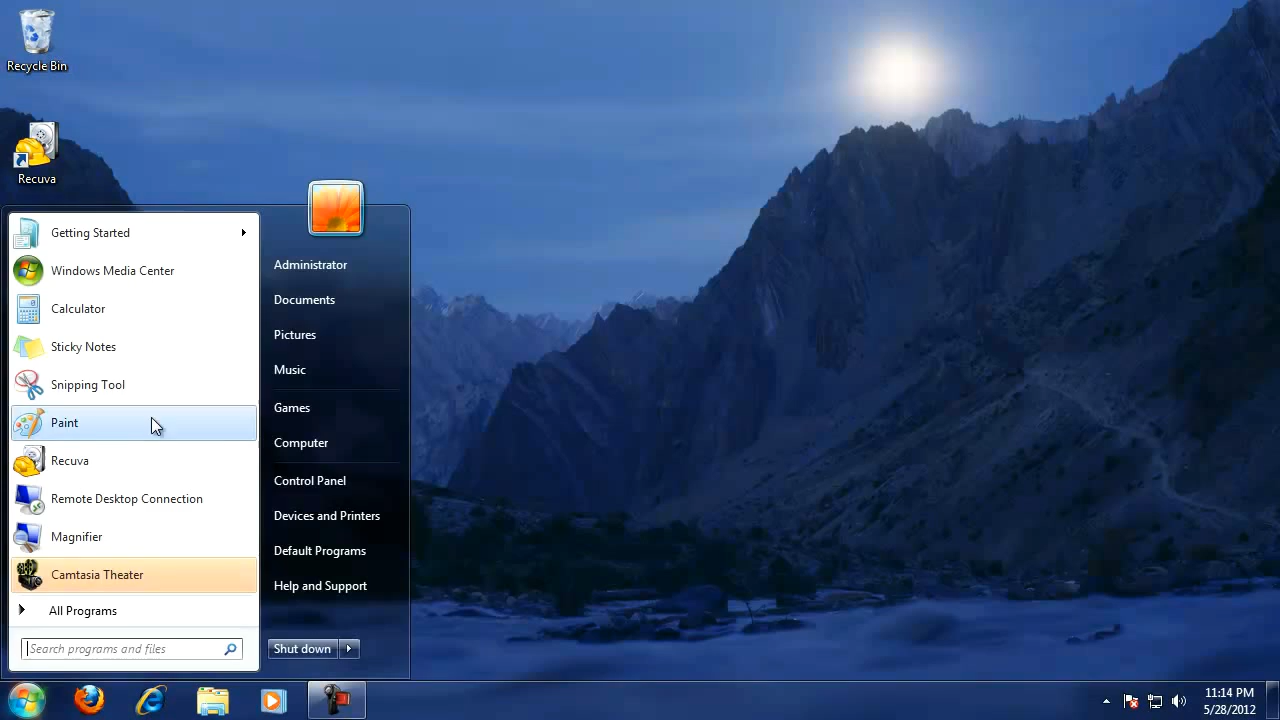 Recycle Bin
Recuva
Getting Started
Windows Media Center
Calculator
Sticky Notes
Snipping Tool
Paint
Recuva
Remote Desktop Connection
Magnifier
Camtasia Theater
All Programs
Search programs and files
Administrator
Documents
Pictures
Music
Games
Computer
Control Panel
Devices and Printers
Default Programs
Help and Support
Shut down
11:14 PM
5/28/2012